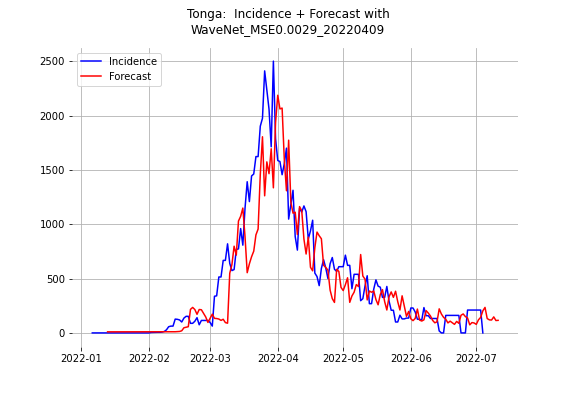 Tonga:  Incidence + Forecast with
WaveNet_MSE0.0029_20220409
Incidence
Forecast
2500
2000
1500
1000
500
0
2022-01 2022-02 2022-03 2022-04 2022-05 2022-06 2022-07